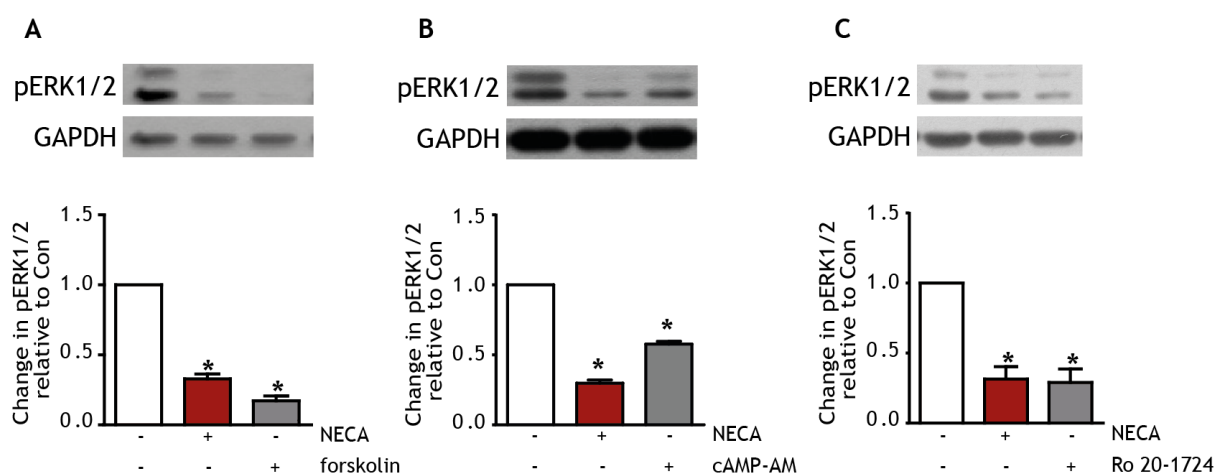 A B C
pERK1/2 pERK1/2 pERK1/2
GAPDH GAPDH GAPDH
Change in pERK1/2
relative to Con
1.5
1.0
0.5
0.0
*
*
- + - NECA
- - + forskolin
Change in pERK1/2
relative to Con
1.5
1.0
0.5
0.0
*
*
- + - NECA
- - + cAMP-AM
Change in pERK1/2
relative to Con
1.5
1.0
0.5
0.0
*
*
- + - NECA
- - + Ro 20-1724